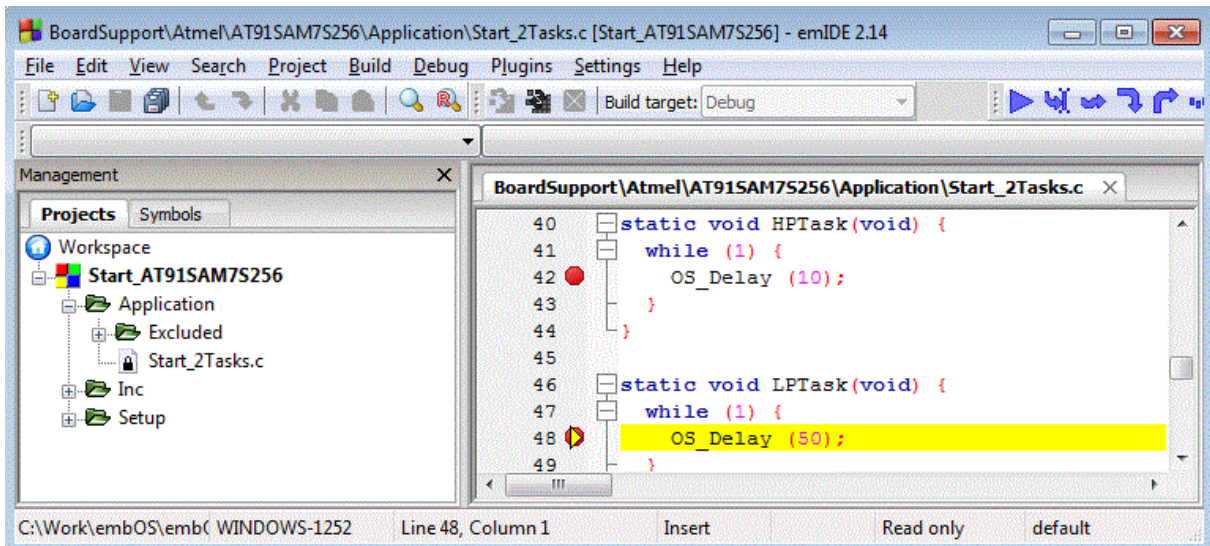 BoardSupport\Atmel\AT91SAM7S256\Application\Start_2Tasks.c [Start_AT91SAM7S256] - emIDE 2.14
File Edit View Search Project Build Debug Plugins Settings Help
Build target: Debug
Management
Projects Symbols
Workspace
Start_AT91SAM7S256
Application
Excluded
Start_2Tasks.c
Inc
Setup
BoardSupport\Atmel\AT91SAM7S256\Application\Start_2Tasks.c
40 static void HPTask(void) {
41 while (1) {
42 OS_Delay (10);
43 }
44 }
45
46 static void LPTask(void) {
47 while (1) {
48 OS_Delay (50);
49 }
C:\Work\embOS\emb WINDOWS-1252 Line 48, Column 1 Insert Read only default